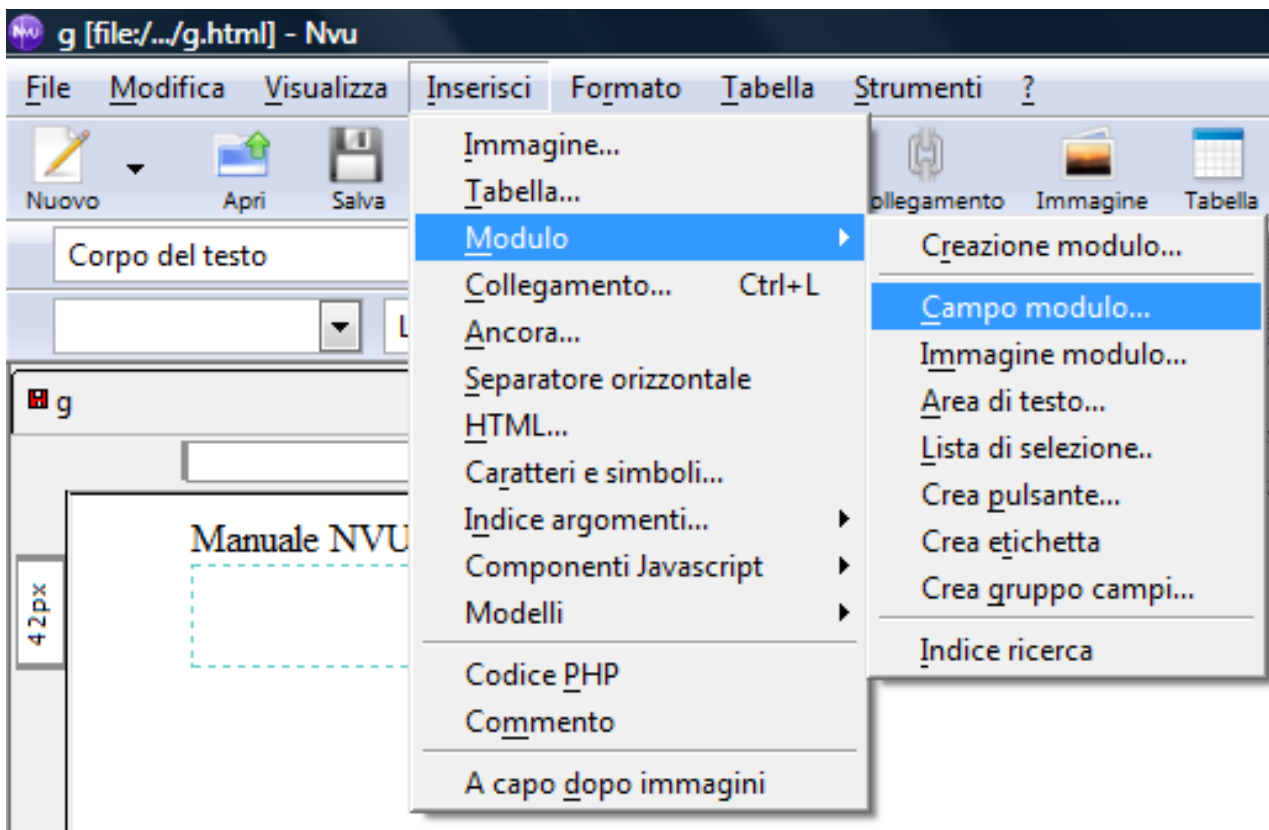 Nvu g [file:/.../g.html] - Nvu
File Modifica Visualizza Inserisci Formato Tabella Strumenti ?
Nuovo Apri Salva ollegamento Immagine Tabella
Corpo del testo
L
g
Manuale NVU
42px
Immagine...
Tabella...
Modulo
Collegamento... Ctrl+L
Ancora...
Separatore orizzontale
HTML...
Caratteri e simboli...
Indice argomenti...
Componenti Javascript
Modelli
Codice PHP
Commento
A capo dopo immagini
Creazione modulo...
Campo modulo...
Immagine modulo...
Area di testo...
Lista di selezione..
Crea pulsante...
Crea etichetta
Crea gruppo campi...
Indice ricerca